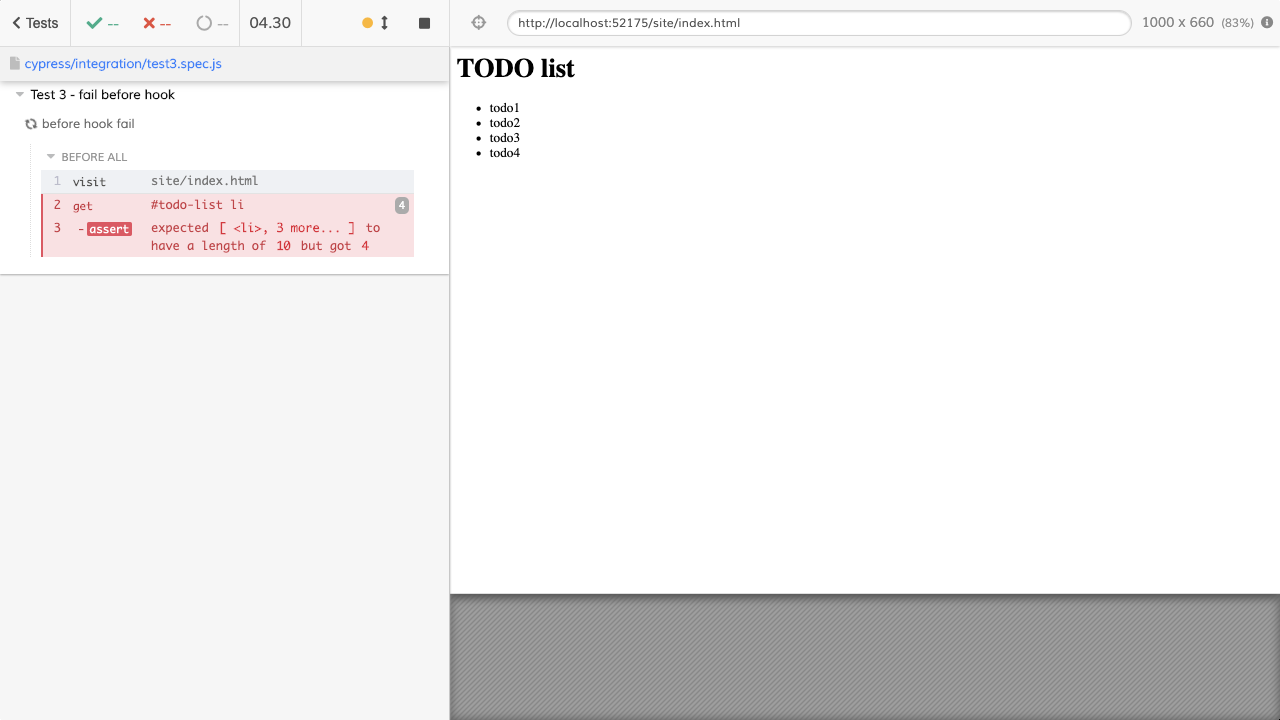 Tests -- -- -- 04.30
cypress/integration/test3.spec.js
Test 3 - fail before hook
before hook fail
BEFORE ALL
1 visit site/index.html
2 get #todo-list li 4
3 -assert expected [ <li>, 3 more... ] to
have a length of 10 but got 4
http://localhost:52175/site/index.html 1000 x 660 (83%)
TODO list
• todo1
• todo2
• todo3
• todo4